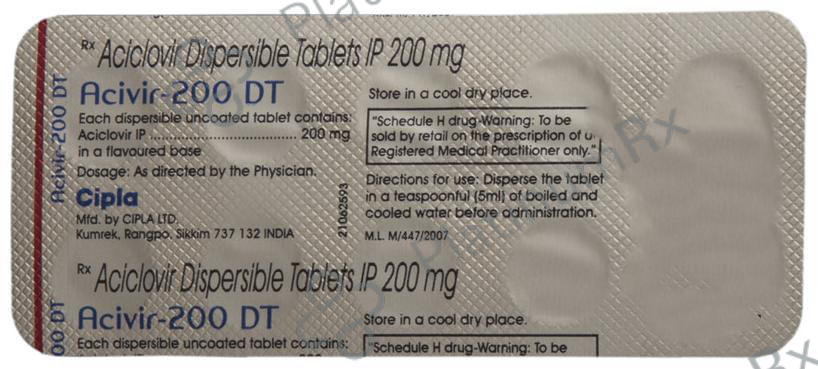 Rx Aciclovir Dispersible Tablets IP 200 mg
Acivir-200 DT
Each dispersible uncoated tablet contains:
Aciclovir IP ................................ 200 mg
in a flavoured base
Dosage: As directed by the Physician.
Cipla
Mfd. by CIPLA LTD.
Kumrek, Rangpo, Sikkim 737 132 INDIA
21062593
Store in a cool dry place.
"Schedule H drug-Warning: To be
sold by retail on the prescription of
Registered Medical Practitioner only."
Directions for use: Disperse the tablet
in a teaspoonful (5ml) of boiled and
cooled water before administration.
M.L. M/447/2007
Acivir-200 DT
Rx Aciclovir Dispersible Tablets IP 200 mg
Acivir-200 DT
Each dispersible uncoated tablet contains:
Store in a cool dry place.
"Schedule H drug-Warning: To be
00 DT